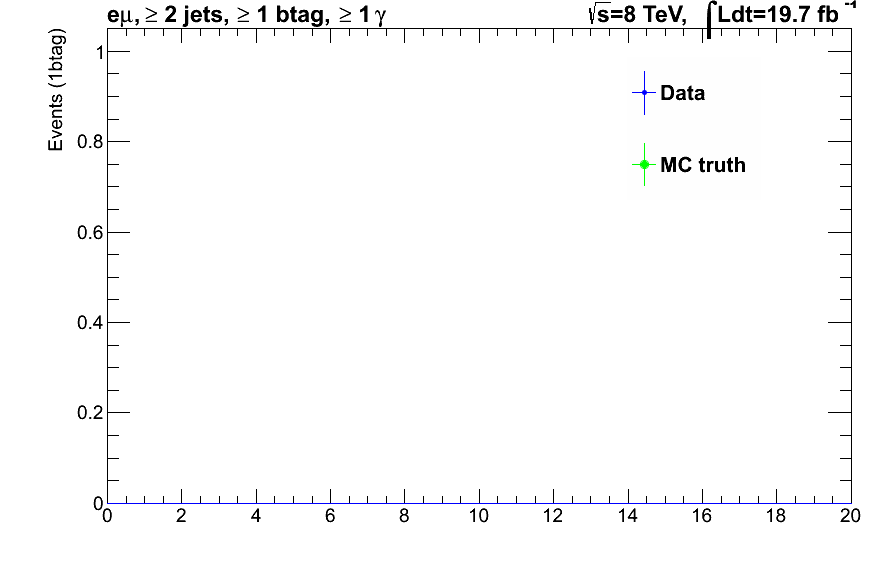 eμ, ≥ 2 jets, ≥ 1 btag, ≥ 1 γ
√s=8 TeV, ∫Ldt=19.7 fb⁻¹
Events (1btag)
1
0.8
0.6
0.4
0.2
0
Data
MC truth
0 2 4 6 8 10 12 14 16 18 20